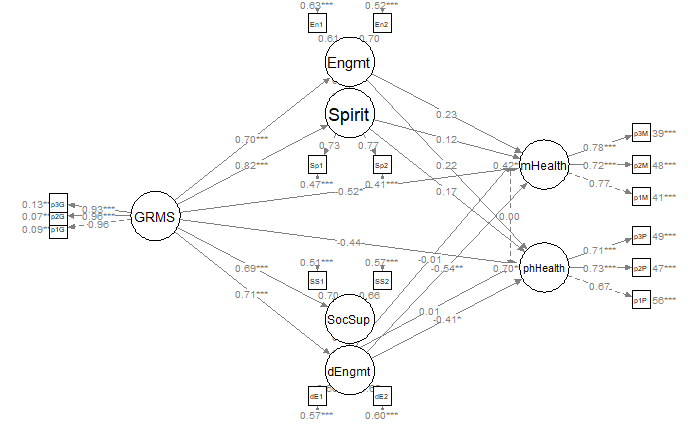 0.63*** 0.52***
En1 En2
0.70
Engmt
Spirit
0.23
0.12
0.73 0.77
Sp1 Sp2
0.47*** 0.41***
0.70***
0.82***
0.22
0.17
0.42*
mHealth
p3M 39***
0.78***
p2M 48***
0.72***
0.77
p1M 41***
-0.52*
0.13** p3G 0.93***
0.07** p2G 0.96***
0.09** p1G -0.96
GRMS
0.00
-0.44
p3P 49***
0.71***
0.51*** 0.57***
SS1 SS2
-0.01
-0.54**
0.70*
phHealth
p2P 47***
0.73***
0.67
p1P 56***
0.69***
0.71***
0.70 0.66
SocSup
0.01
-0.41*
dEngmt
dE1 dE2
0.57*** 0.60***